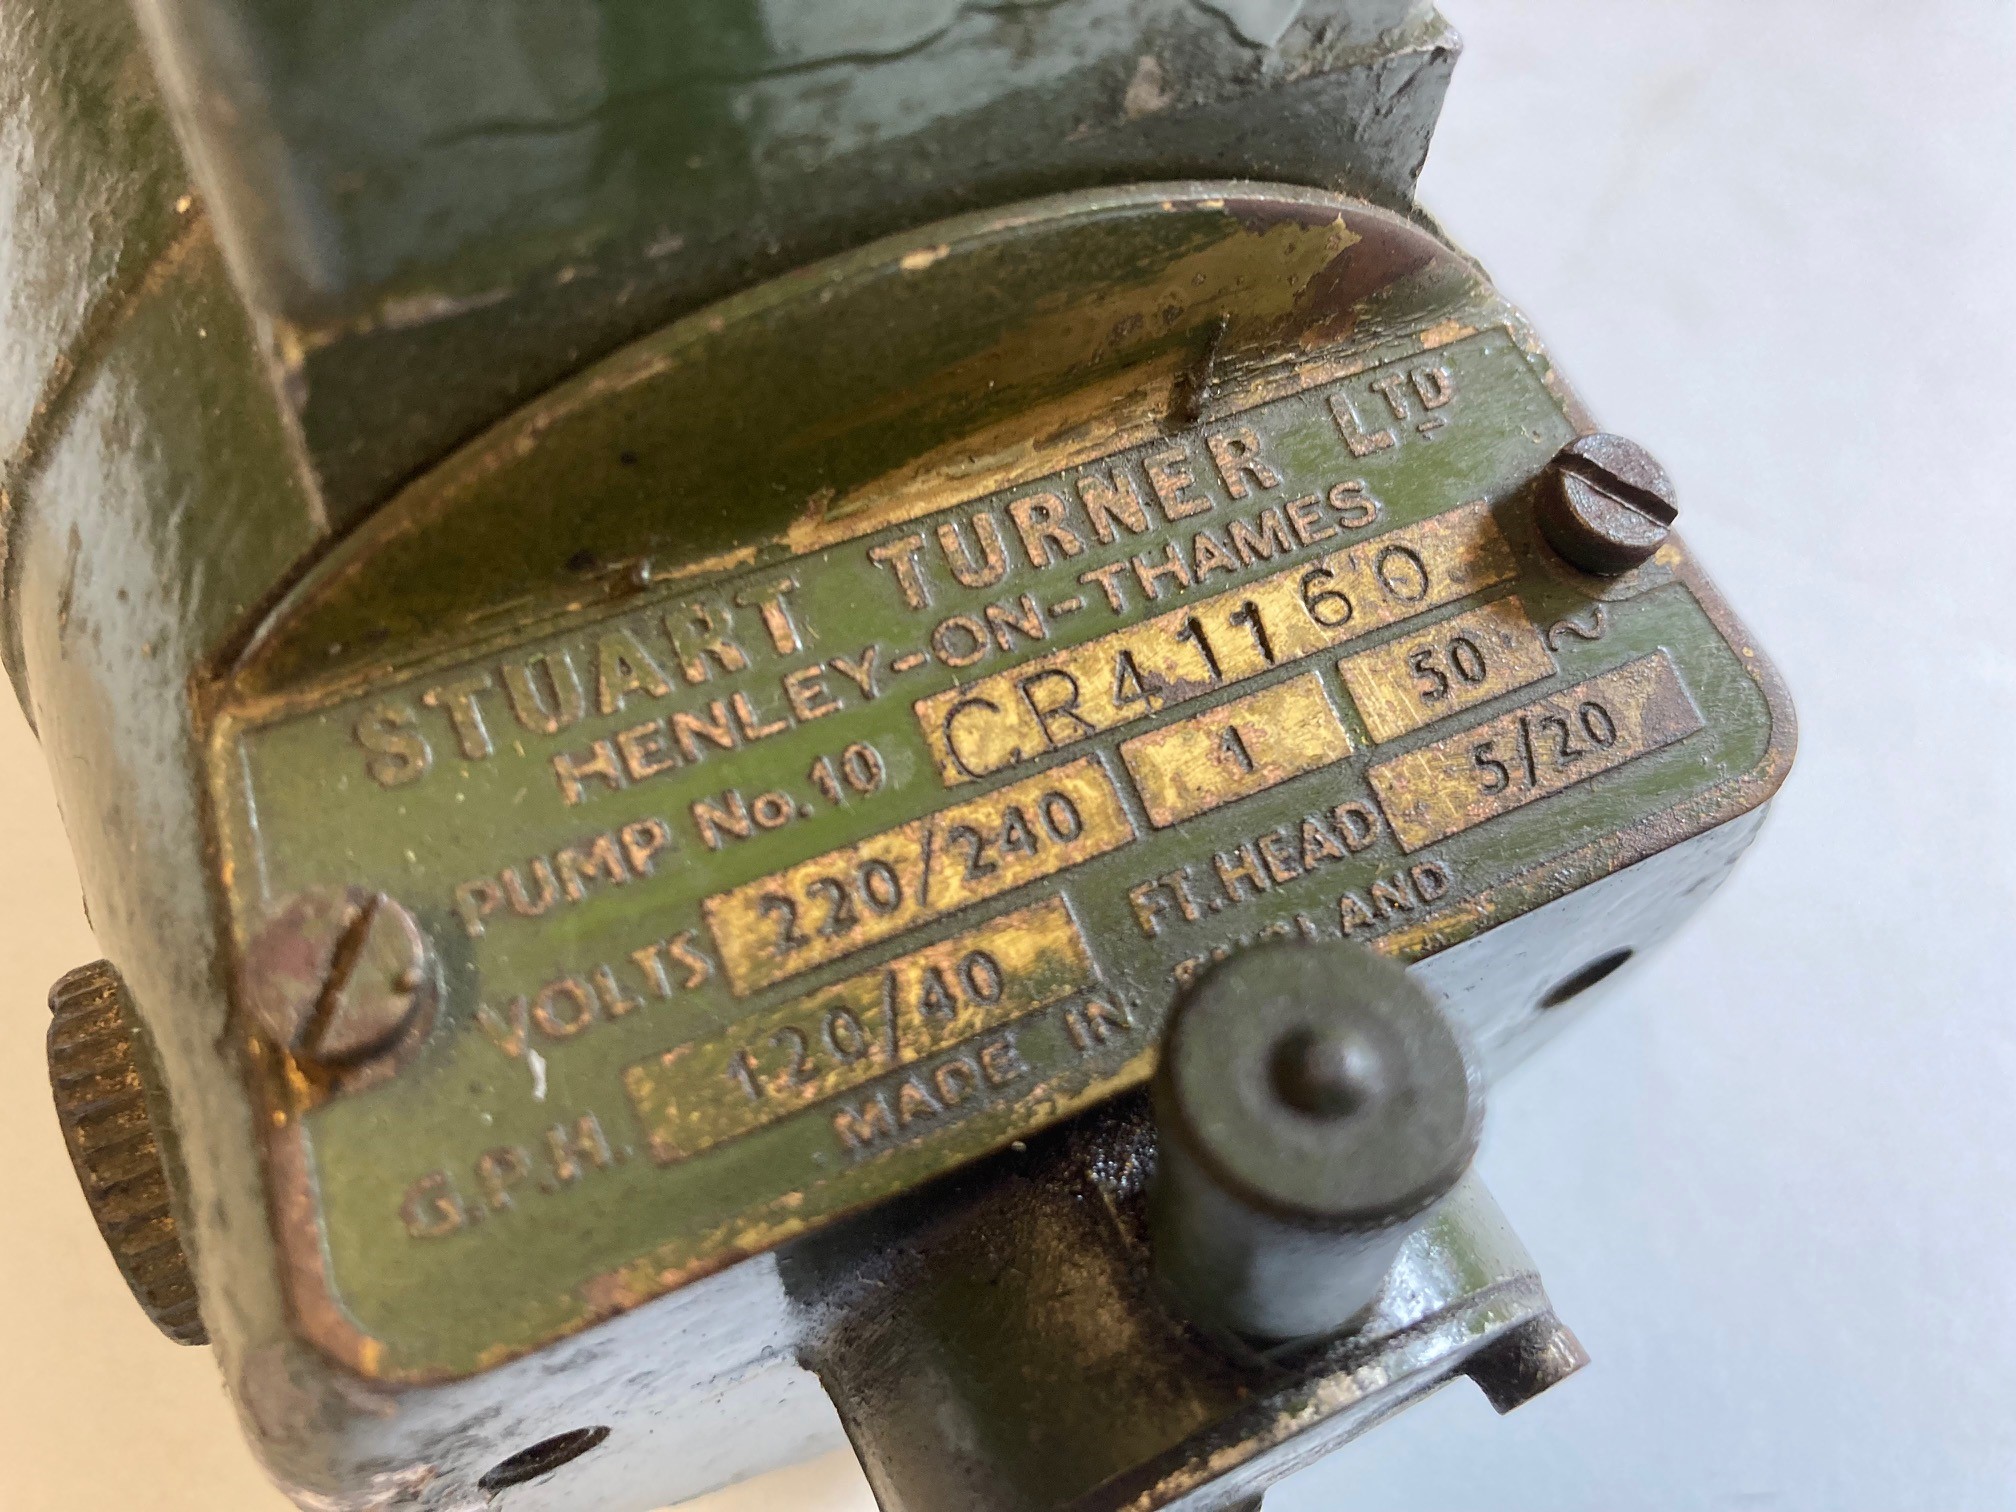 STUART TURNER LTD
HENLEY-ON-THAMES
PUMP No. 10 CR41160
VOLTS 220/240 1 50 ~
G.P.H. 120/40 FT. HEAD 5/20
MADE IN ENGLAND